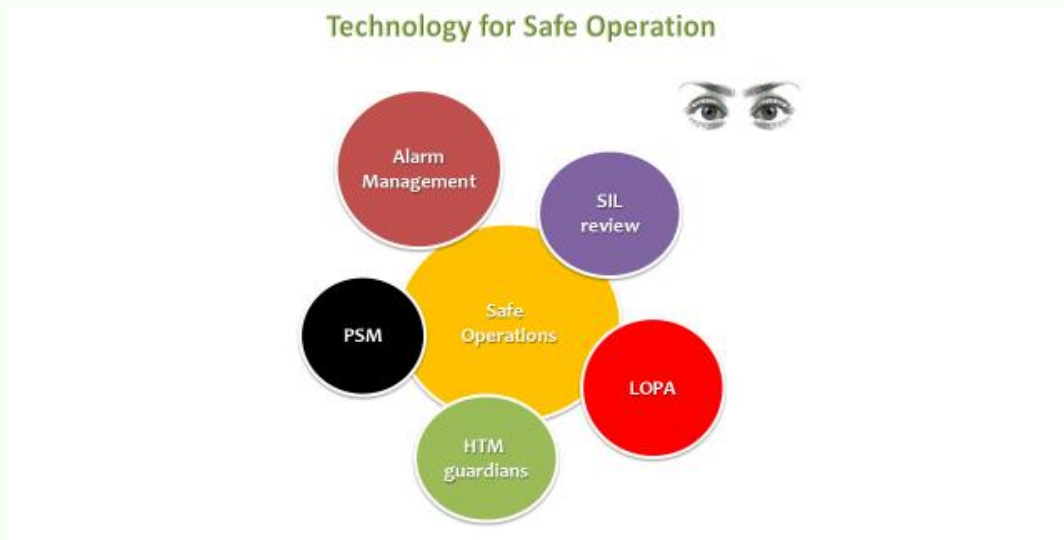 Technology for Safe Operation
Alarm
Management
SIL
review
Safe
Operations
PSM
LOPA
HTM
guardians